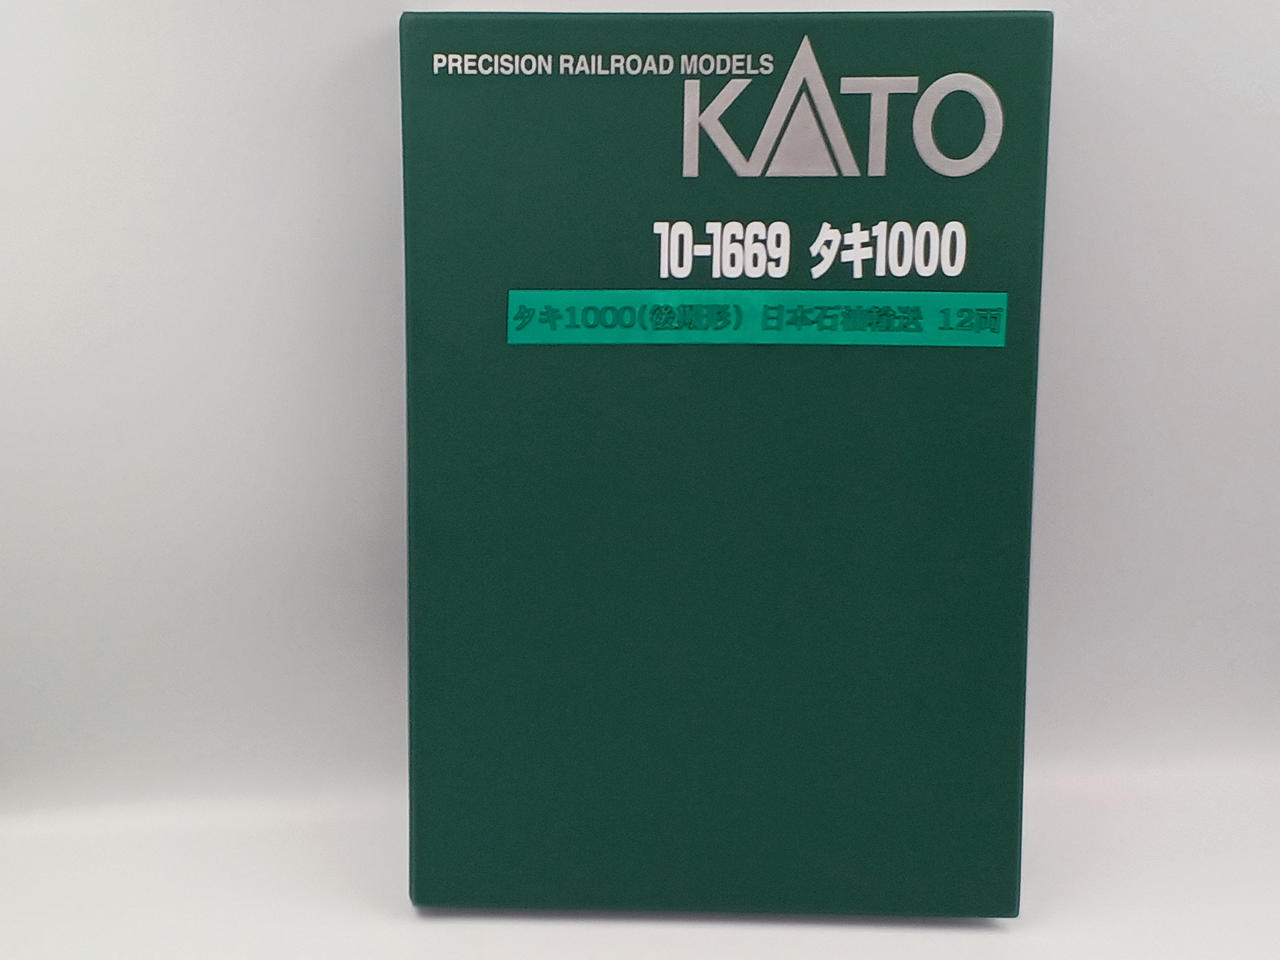 PRECISION RAILROAD MODELS
KATO
10-1669 タキ1000
タキ1000(後期形) 日本石油輸送 12両